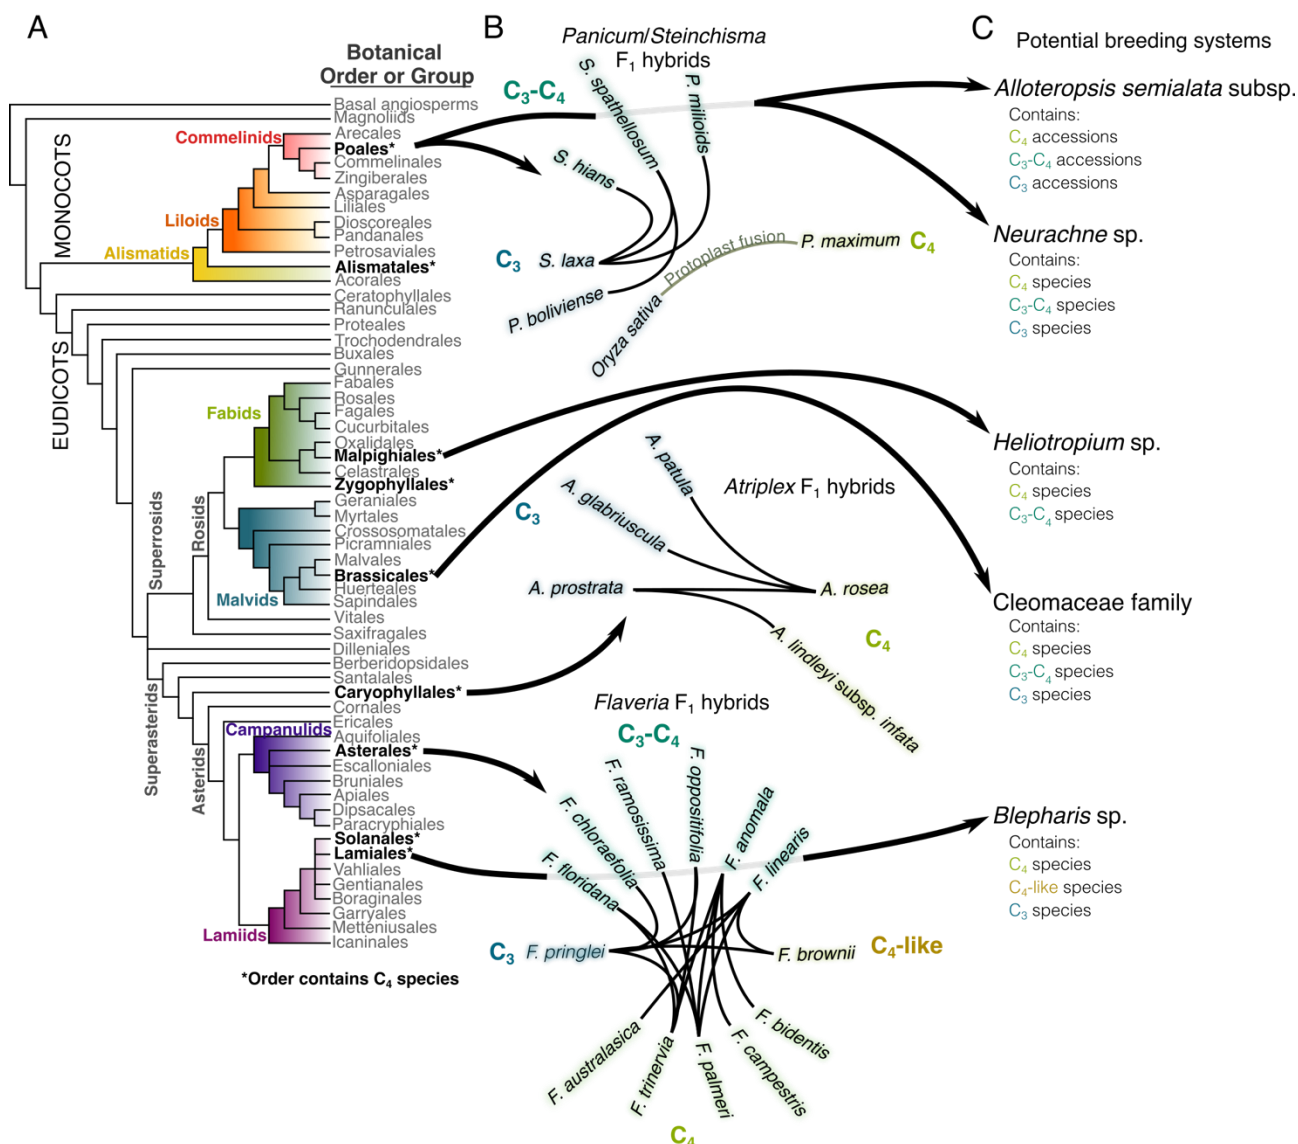 A
Botanical
Order or Group
Basal angiosperms
Magnoliids
Arecales
Poales*
Commelinales
Zingiberales
Asparagales
Liliales
Dioscoreales
Pandanales
Petrosaviales
Alismatales*
Acorales
Ceratophyllales
Ranunculales
Proteales
Trochodendrales
Buxales
Gunnerales
Fabales
Rosales
Fagales
Cucurbitales
Oxalidales
Malpighiales*
Celastrales
Zygophyllales*
Geraniales
Myrtales
Crossosomatales
Picramniales
Malvales
Brassicales*
Huerteales
Sapindales
Vitales
Saxifragales
Dilleniales
Berberidopsidales
Santalales
Caryophyllales*
Cornales
Ericales
Aquifoliales
Asterales*
Escalloniales
Bruniales
Apiales
Dipsacales
Paracryphiales
Solanales*
Lamiales*
Vahliales
Gentianales
Boraginales
Garryales
Metteniusales
Icaninales
MONOCOTS
EUDICOTS
Commelinids
Liloids
Alismatids
Fabids
Malvids
Rosids
Superrosids
Superasterids
Asterids
Campanulids
Lamiids
*Order contains C₄ species
B
Panicum/Steinchisma
F₁ hybrids
C₃-C₄
S. spathellosum
P. milioids
S. hians
C₃
S. laxa
P. boliviense
Oryza sativa
Protoplast fusion
P. maximum
C₄
Atriplex F₁ hybrids
C₃
A. patula
A. glabriuscula
A. prostrata
A. rosea
C₄
A. lindleyi subsp. infata
Flaveria F₁ hybrids
C₃-C₄
F. floridana
F. chloraefolia
F. ramosissima
F. oppositifolia
F. anomala
F. linearis
C₃
F. pringlei
F. brownii
C₄-like
F. australasica
F. trinervia
F. palmeri
F. campestris
F. bidentis
C₄
C
Potential breeding systems
Alloteropsis semialata subsp.
Contains:
C₄ accessions
C₃-C₄ accessions
C₃ accessions
Neurachne sp.
Contains:
C₄ species
C₃-C₄ species
C₃ species
Heliotropium sp.
Contains:
C₄ species
C₃-C₄ species
Cleomaceae family
Contains:
C₄ species
C₃-C₄ species
C₃ species
Blepharis sp.
Contains:
C₄ species
C₄-like species
C₃ species